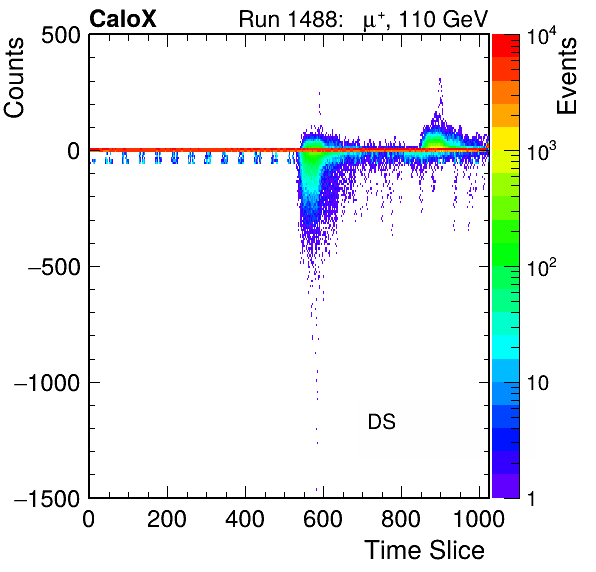 CaloX Run 1488: μ⁺, 110 GeV
Counts
Events
500
0
−500
−1000
−1500
0 200 400 600 800 1000
Time Slice
DS
10⁴
10³
10²
10
1